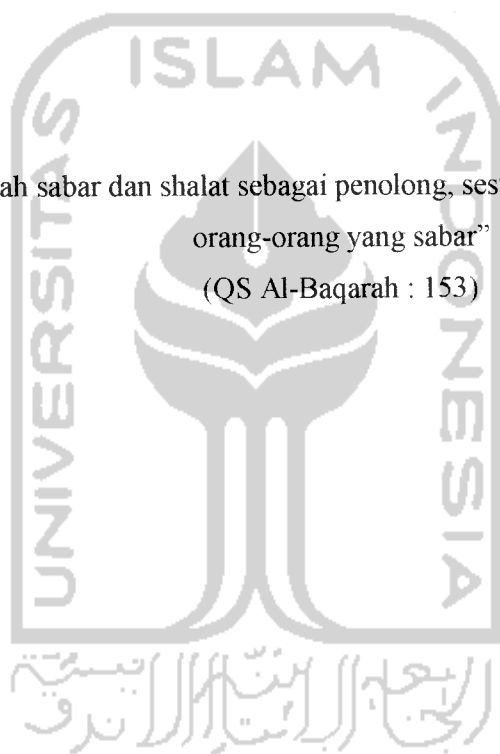 ISLAM
UNIVERSITAS
INDONESIA
ah sabar dan shalat sebagai penolong, ses
orang-orang yang sabar”
(QS Al-Baqarah : 153)